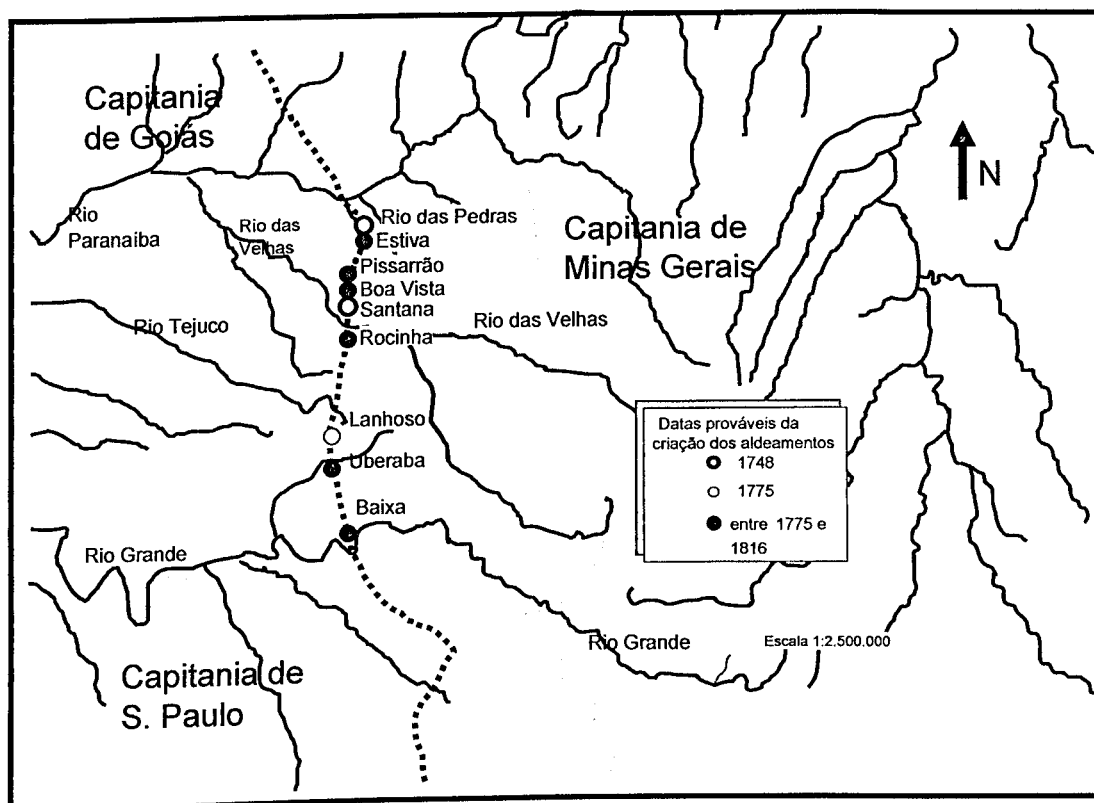 Capitania
de Goiás
N
Rio
Paranaíba
Rio das
Velhas
Rio das Pedras
Estiva
Capitania de
Minas Gerais
Pissarrão
Boa Vista
Santana
Rio Tejuco
Rocinha
Rio das Velhas
Lanhoso
Uberaba
Baixa
Datas prováveis da
criação dos aldeamentos
1748
1775
entre 1775 e
1816
Rio Grande
Rio Grande
Escala 1:2.500.000
Capitania de
S. Paulo